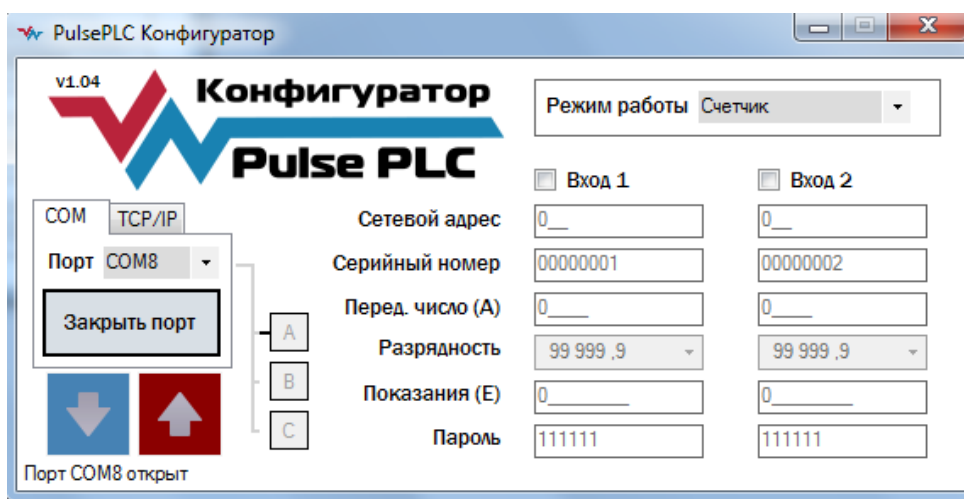 PulsePLC Конфигуратор
v1.04
Конфигуратор
Pulse PLC
Режим работы Счетчик
Вход 1 Вход 2
COM TCP/IP
Порт COM8
Закрыть порт
A
B
C
Сетевой адрес 0__ 0__
Серийный номер 00000001 00000002
Перед. число (A) 0____ 0____
Разрядность 99 999 ,9 99 999 ,9
Показания (E) 0_______ 0_______
Пароль 111111 111111
Порт COM8 открыт